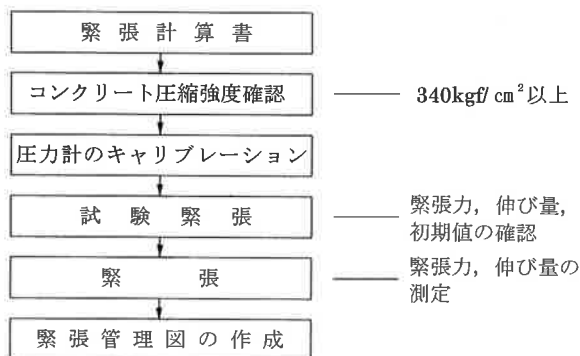 緊張計算書
コンクリート圧縮強度確認
340kgf/cm²以上
圧力計のキャリブレーション
試験緊張
緊張力，伸び量，
初期値の確認
緊張
緊張力，伸び量の
測定
緊張管理図の作成